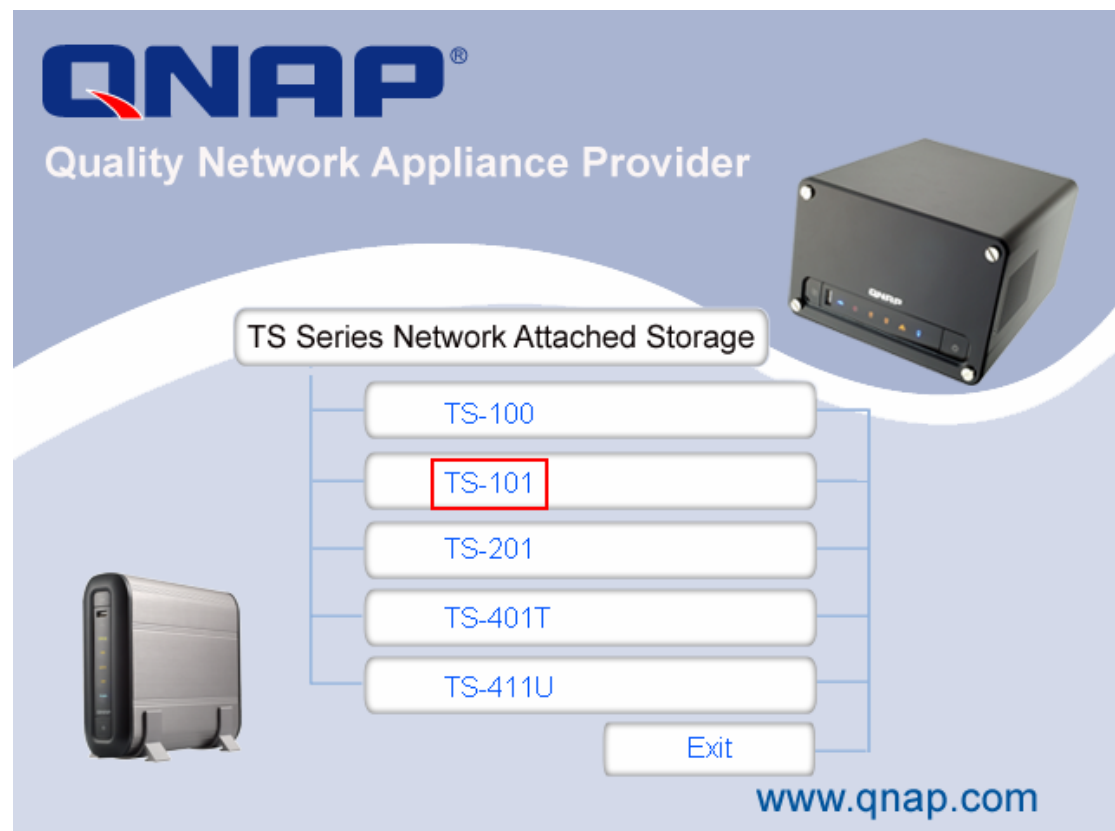 QNAP®
Quality Network Appliance Provider
QNAP
TS Series Network Attached Storage
TS-100
TS-101
TS-201
TS-401T
TS-411U
Exit
www.qnap.com